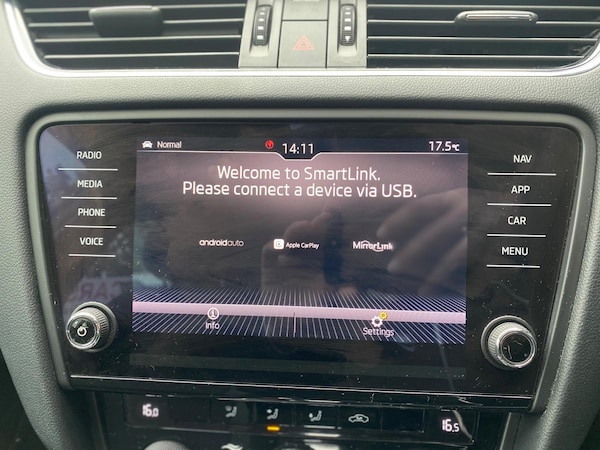 Normal 14:11 17.5°C
RADIO
MEDIA
PHONE
VOICE
Welcome to SmartLink.
Please connect a device via USB.
androidauto Apple CarPlay MirrorLink
Info Settings
NAV
APP
CAR
MENU
16.0 16.5